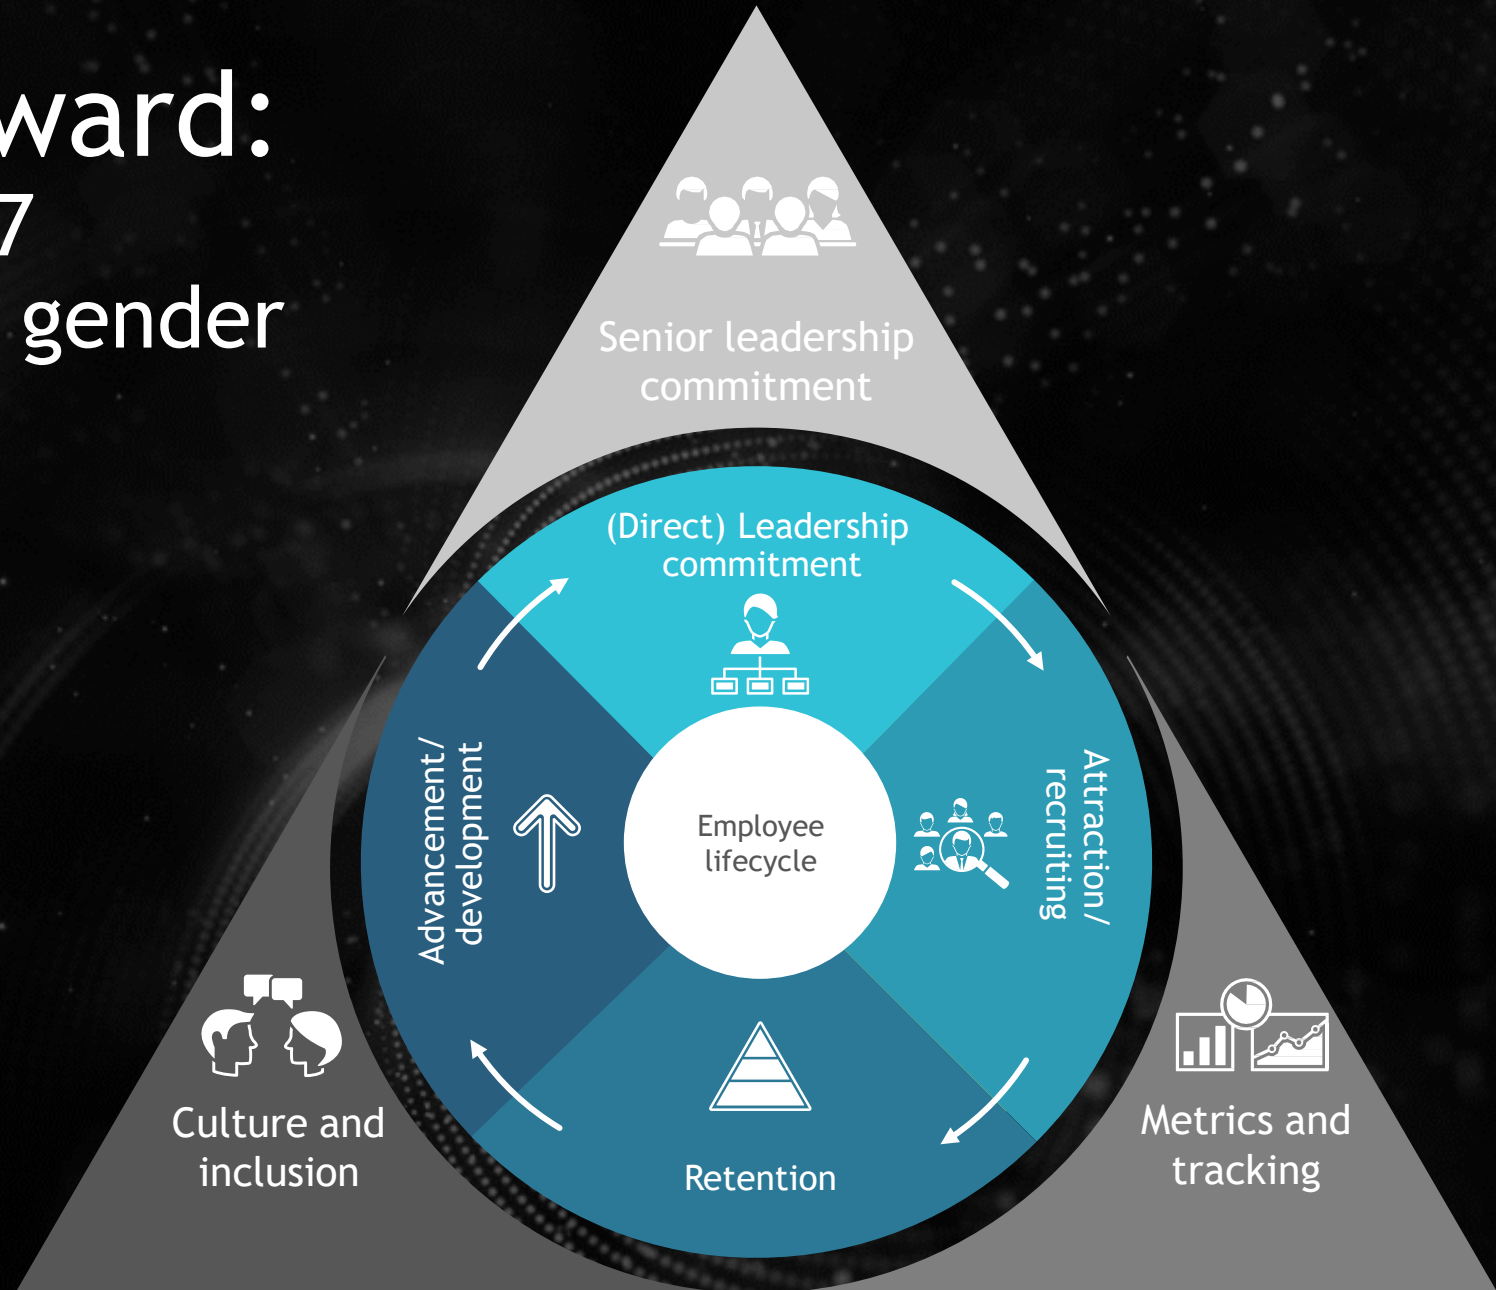 ward:
7
gender
Senior leadership
commitment
(Direct) Leadership
commitment
Attraction/
recruiting
Advancement/
development
Employee
lifecycle
Retention
Culture and
inclusion
Metrics and
tracking